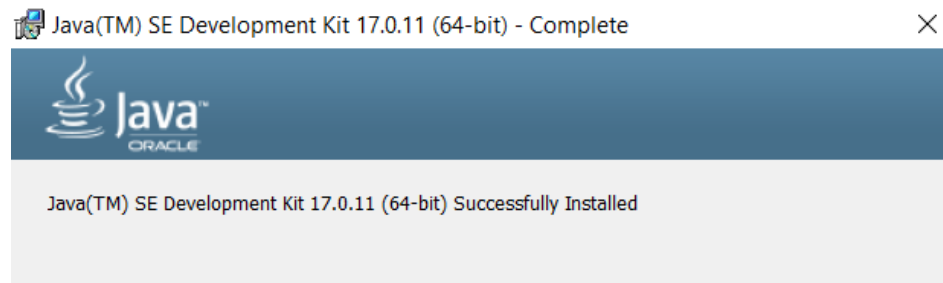 Java(TM) SE Development Kit 17.0.11 (64-bit) - Complete
Java™
ORACLE
Java(TM) SE Development Kit 17.0.11 (64-bit) Successfully Installed